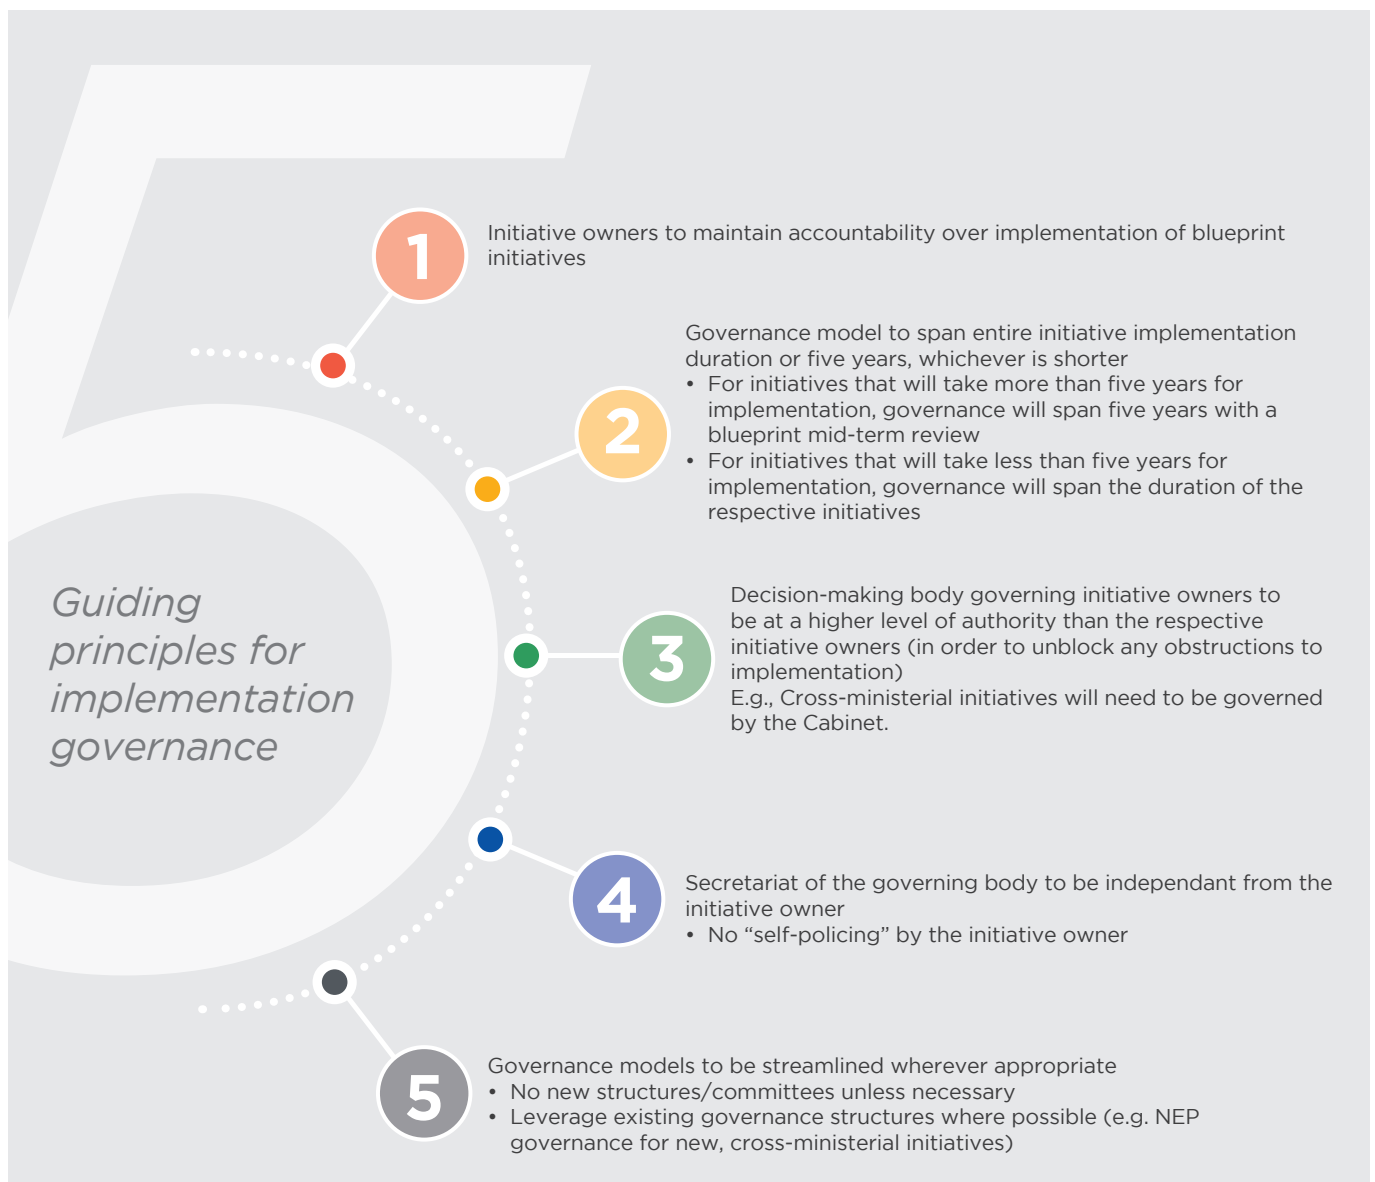 5
Guiding
principles for
implementation
governance
1
Initiative owners to maintain accountability over implementation of blueprint
initiatives
2
Governance model to span entire initiative implementation
duration or five years, whichever is shorter
• For initiatives that will take more than five years for
implementation, governance will span five years with a
blueprint mid-term review
• For initiatives that will take less than five years for
implementation, governance will span the duration of the
respective initiatives
3
Decision-making body governing initiative owners to
be at a higher level of authority than the respective
initiative owners (in order to unblock any obstructions to
implementation)
E.g., Cross-ministerial initiatives will need to be governed
by the Cabinet.
4
Secretariat of the governing body to be independant from the
initiative owner
• No “self-policing” by the initiative owner
5
Governance models to be streamlined wherever appropriate
• No new structures/committees unless necessary
• Leverage existing governance structures where possible (e.g. NEP
governance for new, cross-ministerial initiatives)